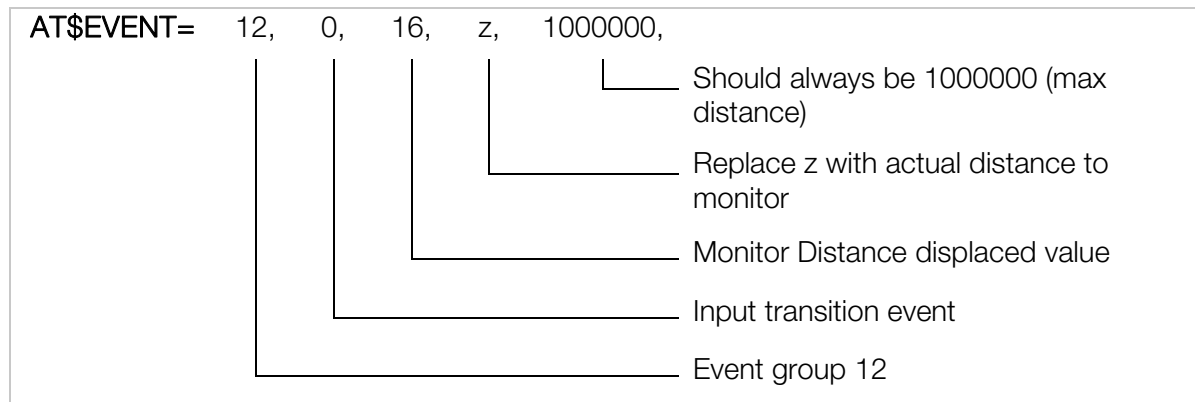 AT$EVENT= 12, 0, 16, z, 1000000,
Should always be 1000000 (max
distance)
Replace z with actual distance to
monitor
Monitor Distance displaced value
Input transition event
Event group 12